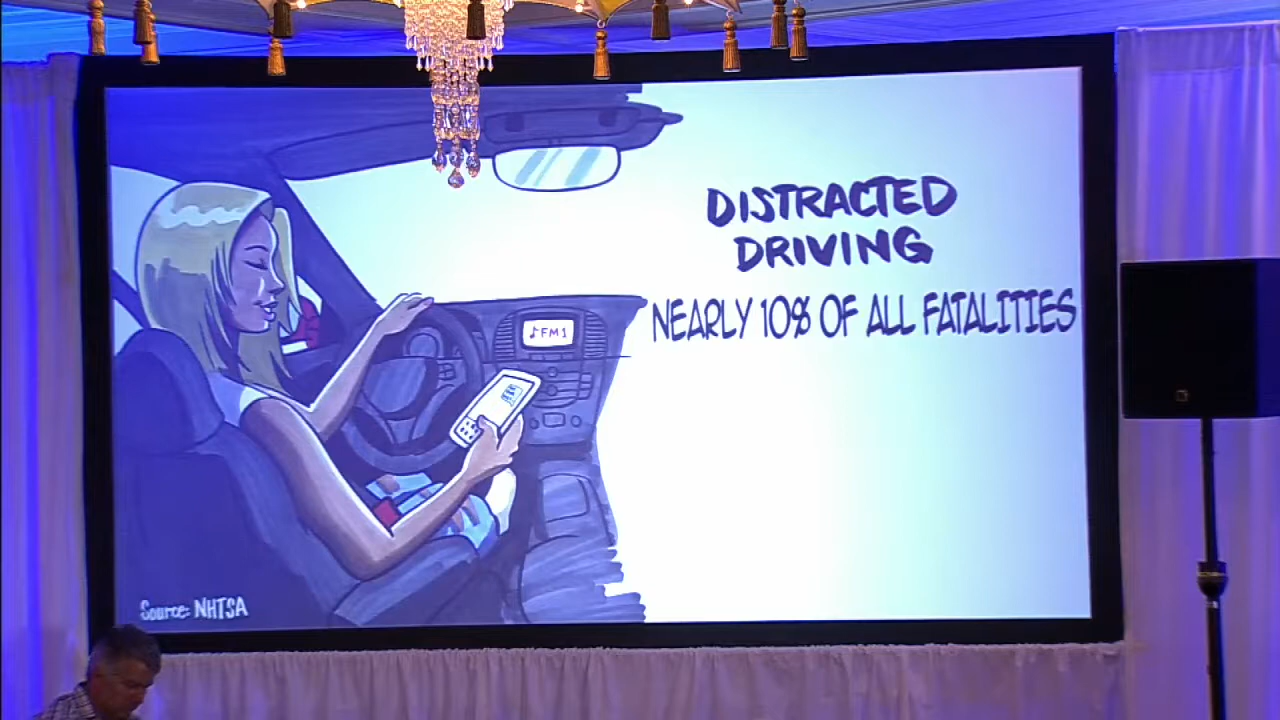 DISTRACTED
DRIVING
NEARLY 10% OF ALL FATALITIES
♪FM1
Source: NHTSA